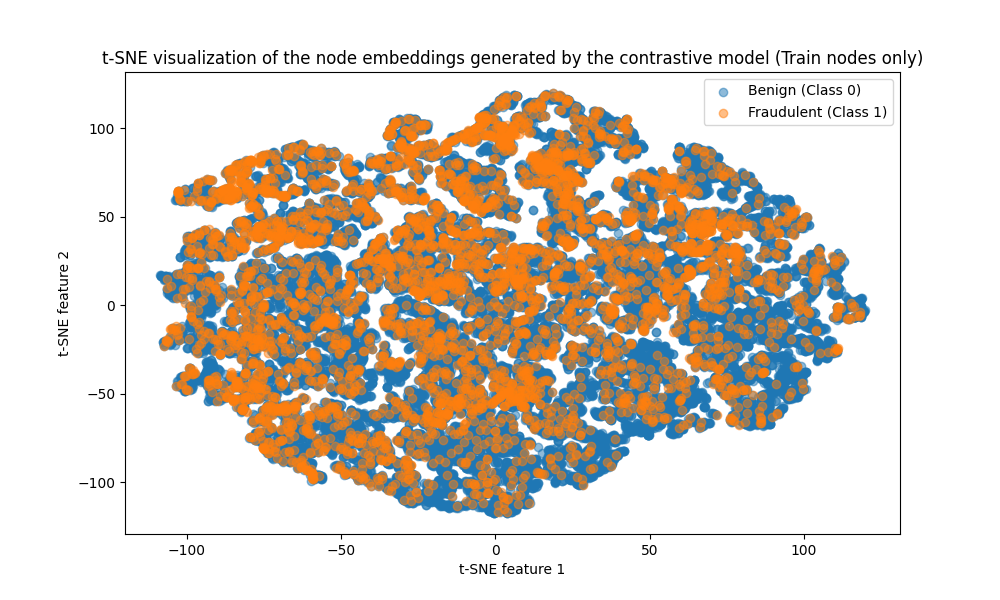 t-SNE visualization of the node embeddings generated by the contrastive model (Train nodes only)
Benign (Class 0)
Fraudulent (Class 1)
100
50
0
−50
−100
t-SNE feature 2
−100
−50
0
50
100
t-SNE feature 1